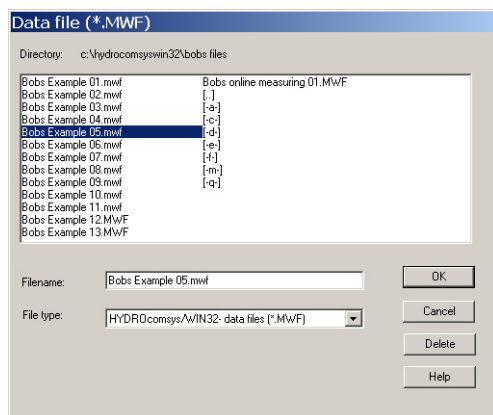 Data file (*.MWF)
Directory: c:\hydrocomsyswin32\bobs files
Bobs Example 01.mwf
Bobs Example 02.mwf
Bobs Example 03.mwf
Bobs Example 04.mwf
Bobs Example 05.mwf
Bobs Example 06.mwf
Bobs Example 07.mwf
Bobs Example 08.mwf
Bobs Example 09.mwf
Bobs Example 10.mwf
Bobs Example 11.mwf
Bobs Example 12.MWF
Bobs Example 13.MWF
Bobs online measuring 01.MWF
[..]
[-a-]
[-c-]
[-d-]
[-e-]
[-f-]
[-m-]
[-q-]
Filename: Bobs Example 05.mwf
File type: HYDROcomsys/WIN32- data files (*.MWF)
OK
Cancel
Delete
Help